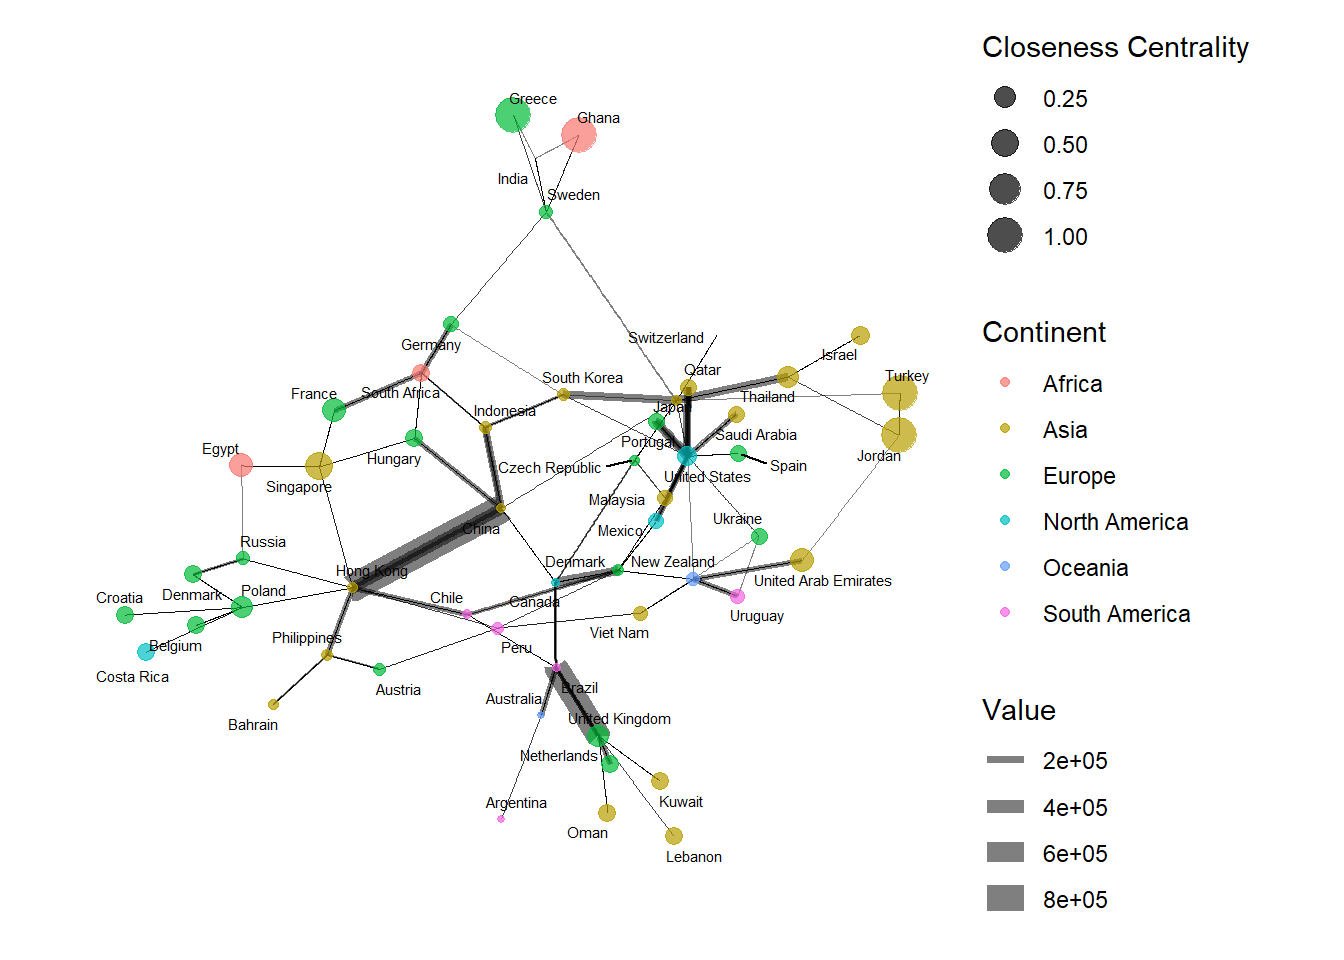 Closeness Centrality
0.25
0.50
0.75
1.00
Continent
Africa
Asia
Europe
North America
Oceania
South America
Value
2e+05
4e+05
6e+05
8e+05
Greece
Ghana
India
Sweden
Switzerland
Germany
Israel
Qatar
South Korea
Turkey
France
South Africa
Thailand
Japan
Indonesia
Saudi Arabia
Portugal
Egypt
Hungary
Jordan
Czech Republic
Spain
United States
Singapore
Malaysia
Ukraine
China
Mexico
Russia
Denmark
New Zealand
Hong Kong
United Arab Emirates
Denmark
Poland
Croatia
Chile
Canada
Uruguay
Viet Nam
Philippines
Belgium
Peru
Costa Rica
Austria
Brazil
Australia
United Kingdom
Bahrain
Netherlands
Argentina
Kuwait
Oman
Lebanon